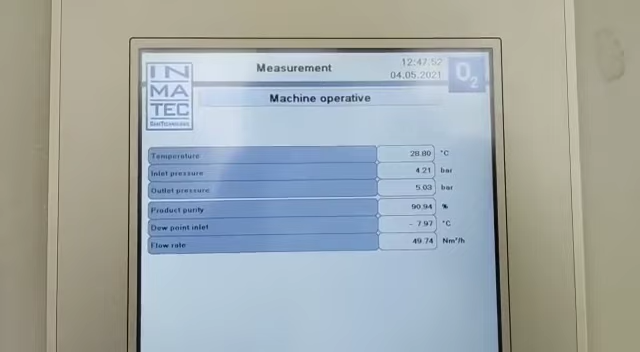 IN
MA
TEC
GasTechnologie
Measurement
12:47:52
04.05.2021
O2
Machine operative
Temperature 28.80 °C
Inlet pressure 4.21 bar
Outlet pressure 5.03 bar
Product purity 90.94 %
Dew point inlet - 7.97 °C
Flow rate 49.74 Nm³/h